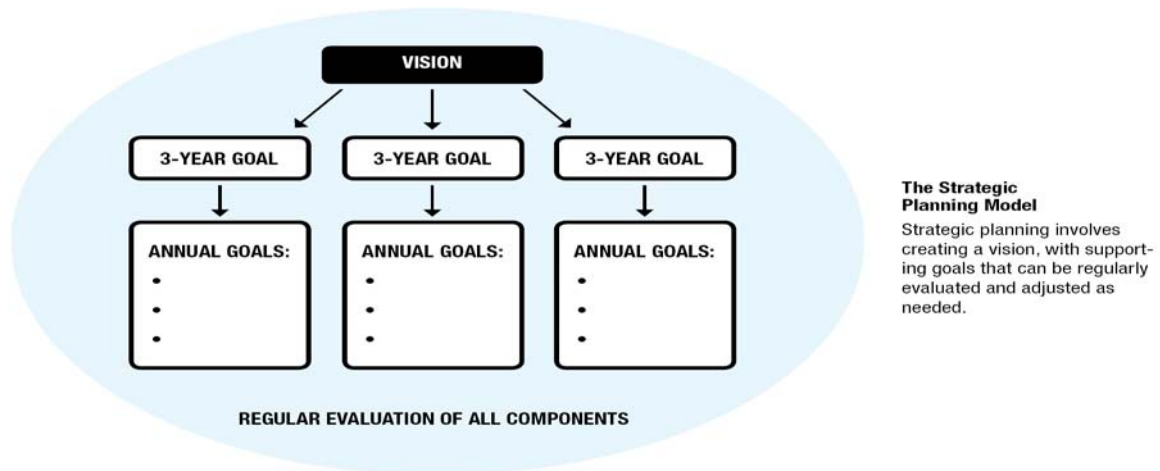 VISION
3-YEAR GOAL
3-YEAR GOAL
3-YEAR GOAL
ANNUAL GOALS:
•
•
•
ANNUAL GOALS:
•
•
•
ANNUAL GOALS:
•
•
•
REGULAR EVALUATION OF ALL COMPONENTS
The Strategic
Planning Model
Strategic planning involves
creating a vision, with support-
ing goals that can be regularly
evaluated and adjusted as
needed.